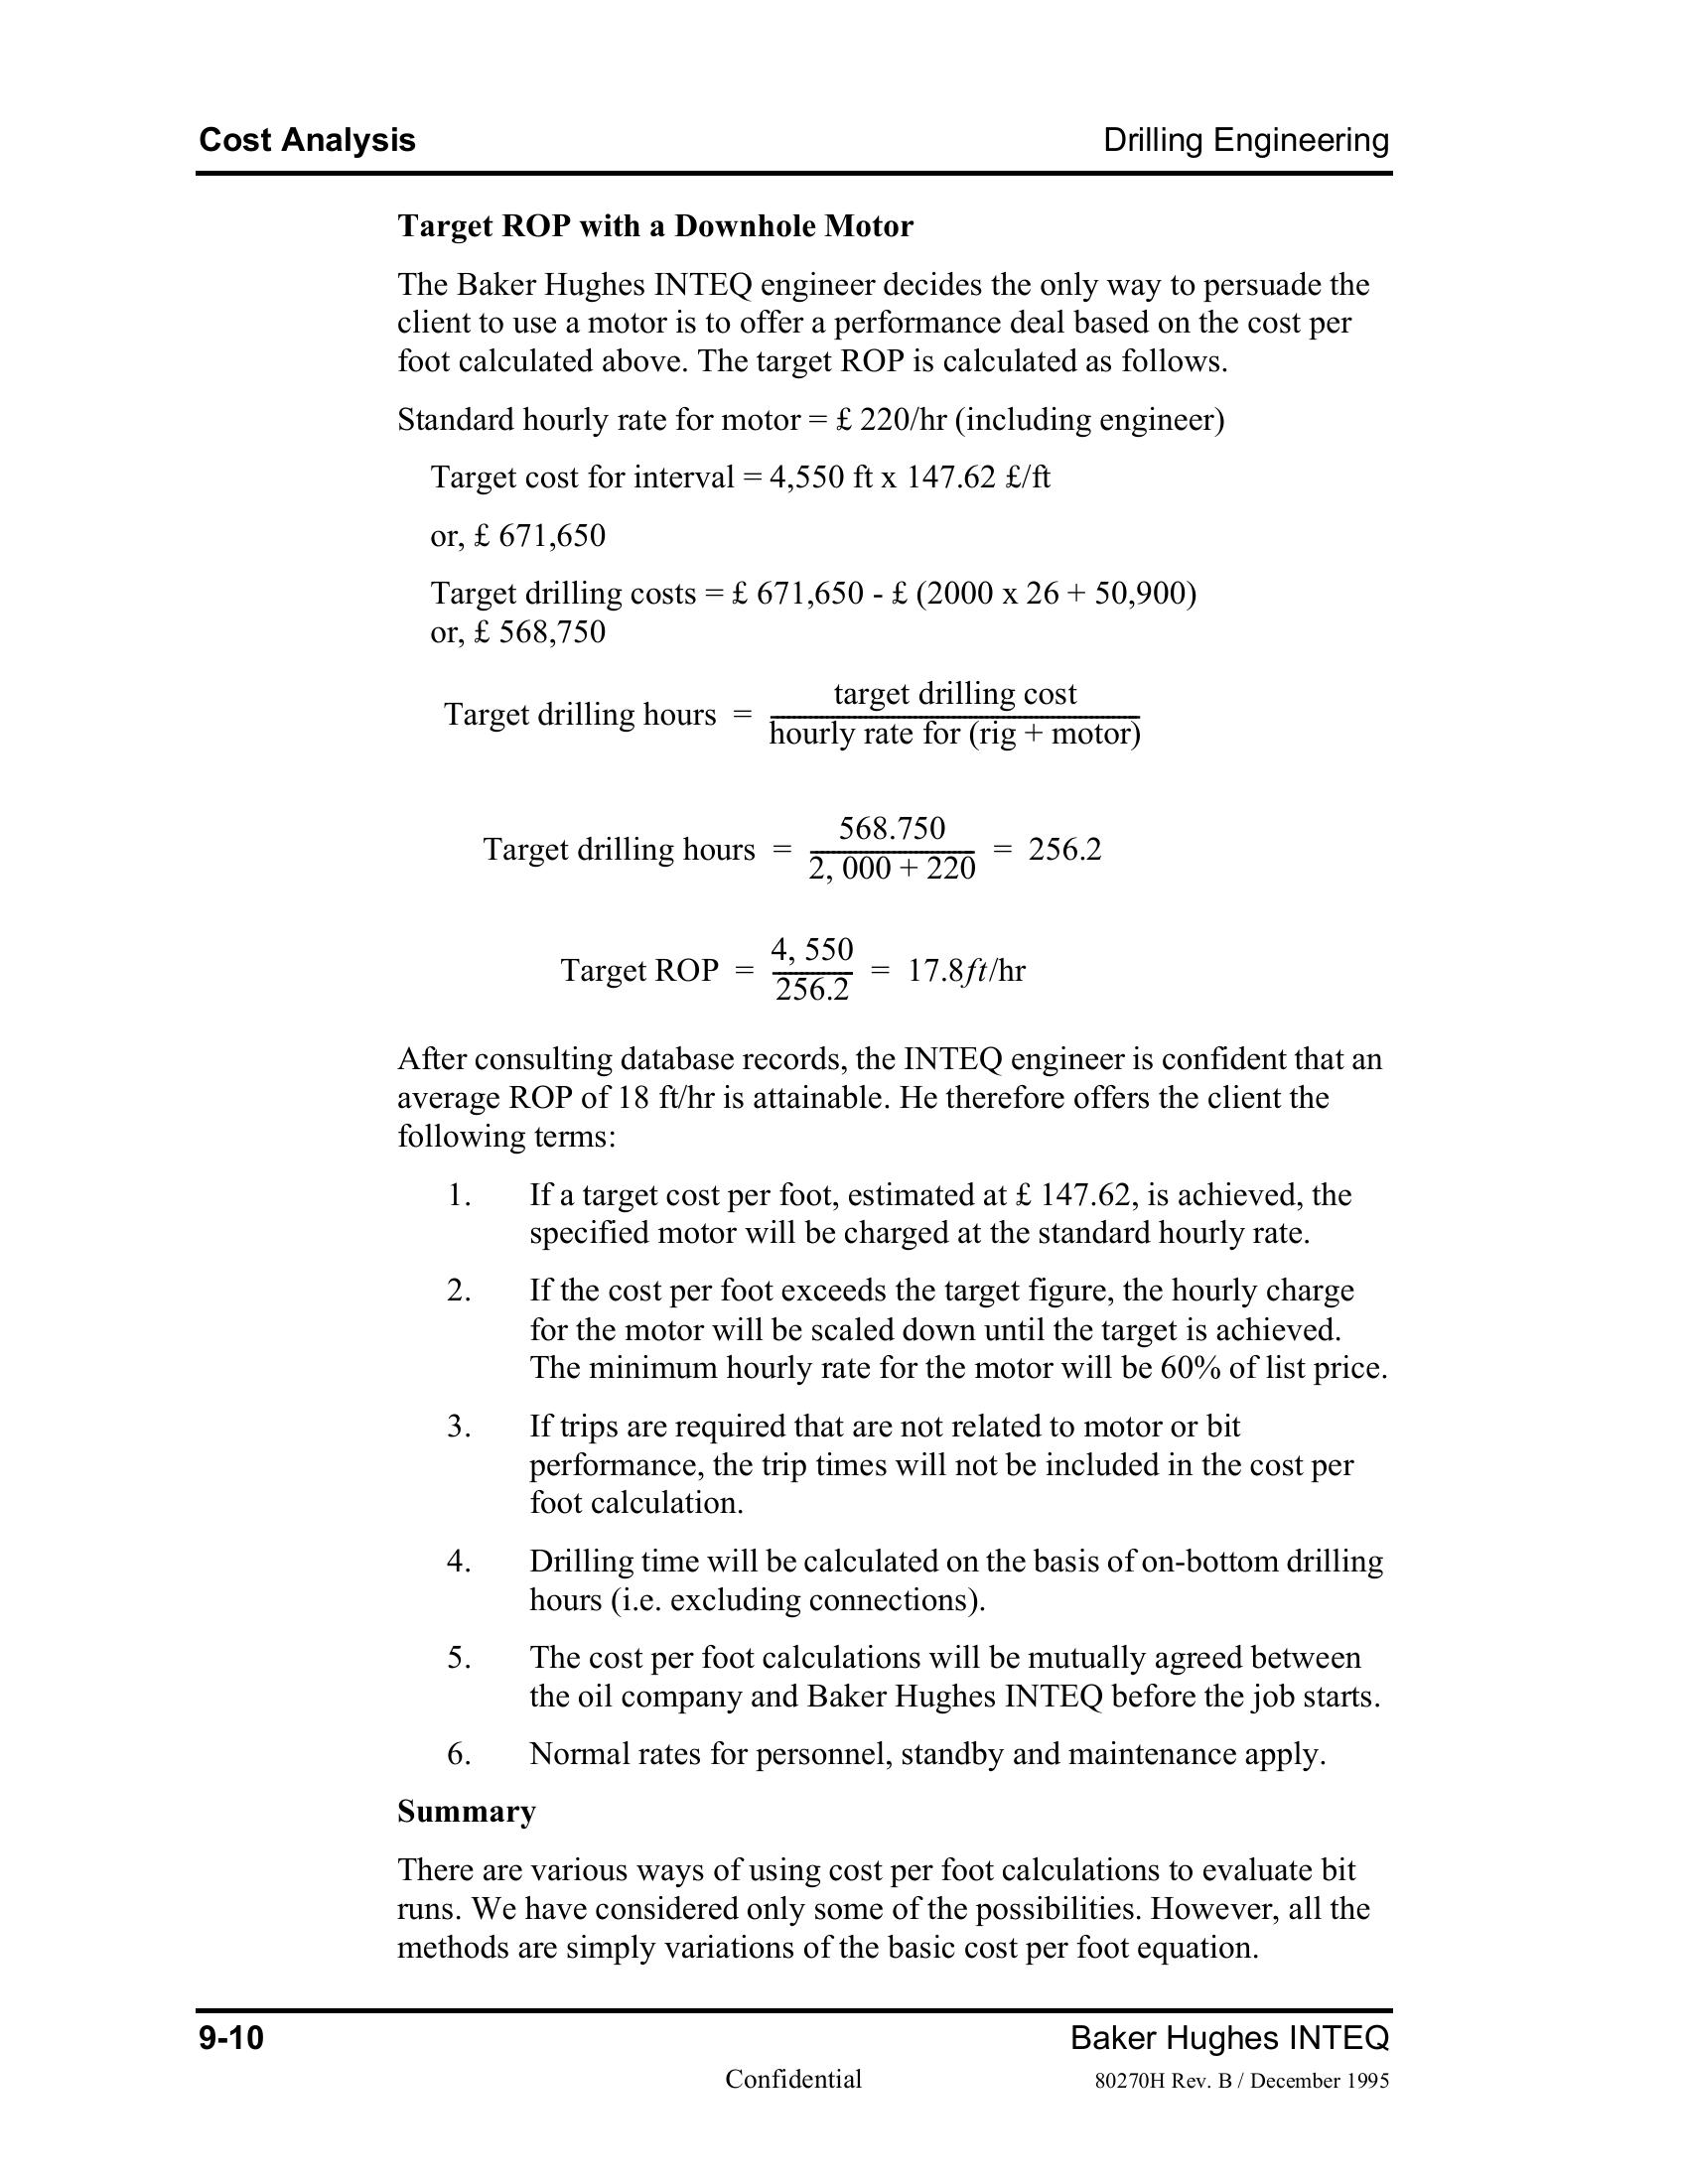 Cost Analysis Drilling Engineering
Target ROP with a Downhole Motor
The Baker Hughes INTEQ engineer decides the only way to persuade the
client to use a motor is to offer a performance deal based on the cost per
foot calculated above. The target ROP is calculated as follows.
Standard hourly rate for motor = £ 220/hr (including engineer)
Target cost for interval = 4,550 ft x 147.62 £/ft
or, £ 671,650
Target drilling costs = £ 671,650 - £ (2000 x 26 + 50,900)
or, £ 568,750
Target drilling hours = target drilling cost
hourly rate for (rig + motor)
Target drilling hours = 568.750
2, 000 + 220 = 256.2
Target ROP = 4, 550
256.2 = 17.8ft/hr
After consulting database records, the INTEQ engineer is confident that an
average ROP of 18 ft/hr is attainable. He therefore offers the client the
following terms:
1. If a target cost per foot, estimated at £ 147.62, is achieved, the
specified motor will be charged at the standard hourly rate.
2. If the cost per foot exceeds the target figure, the hourly charge
for the motor will be scaled down until the target is achieved.
The minimum hourly rate for the motor will be 60% of list price.
3. If trips are required that are not related to motor or bit
performance, the trip times will not be included in the cost per
foot calculation.
4. Drilling time will be calculated on the basis of on-bottom drilling
hours (i.e. excluding connections).
5. The cost per foot calculations will be mutually agreed between
the oil company and Baker Hughes INTEQ before the job starts.
6. Normal rates for personnel, standby and maintenance apply.
Summary
There are various ways of using cost per foot calculations to evaluate bit
runs. We have considered only some of the possibilities. However, all the
methods are simply variations of the basic cost per foot equation.
9-10 Baker Hughes INTEQ
Confidential 80270H Rev. B / December 1995